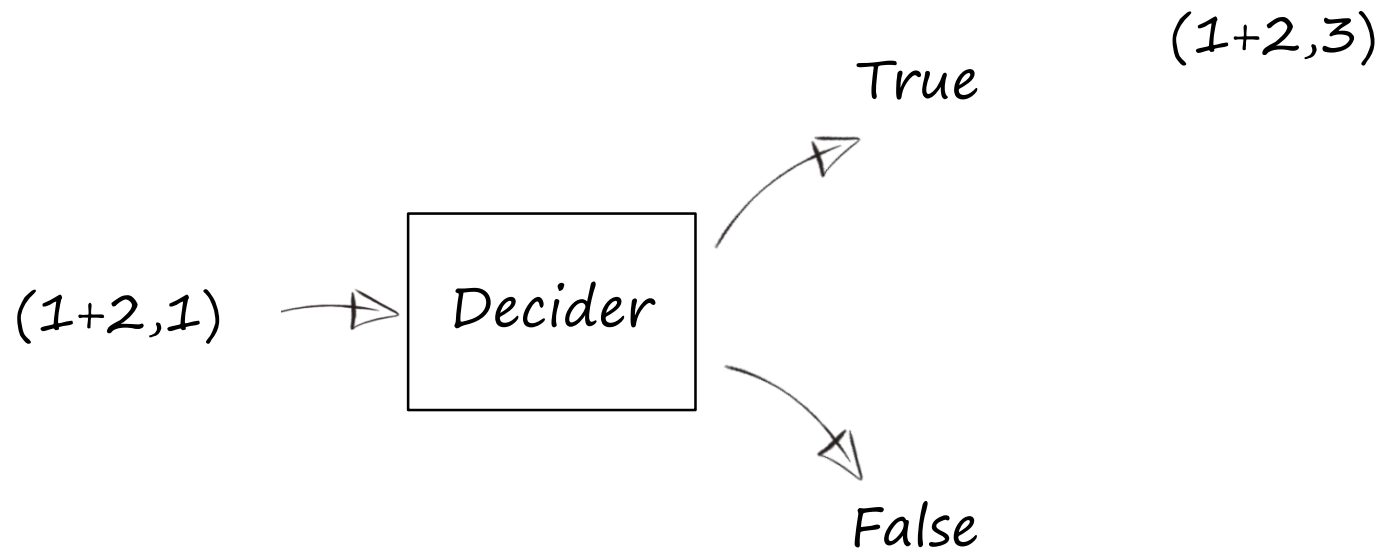 (1+2,3)
True
(1+2,1)
Decider
False